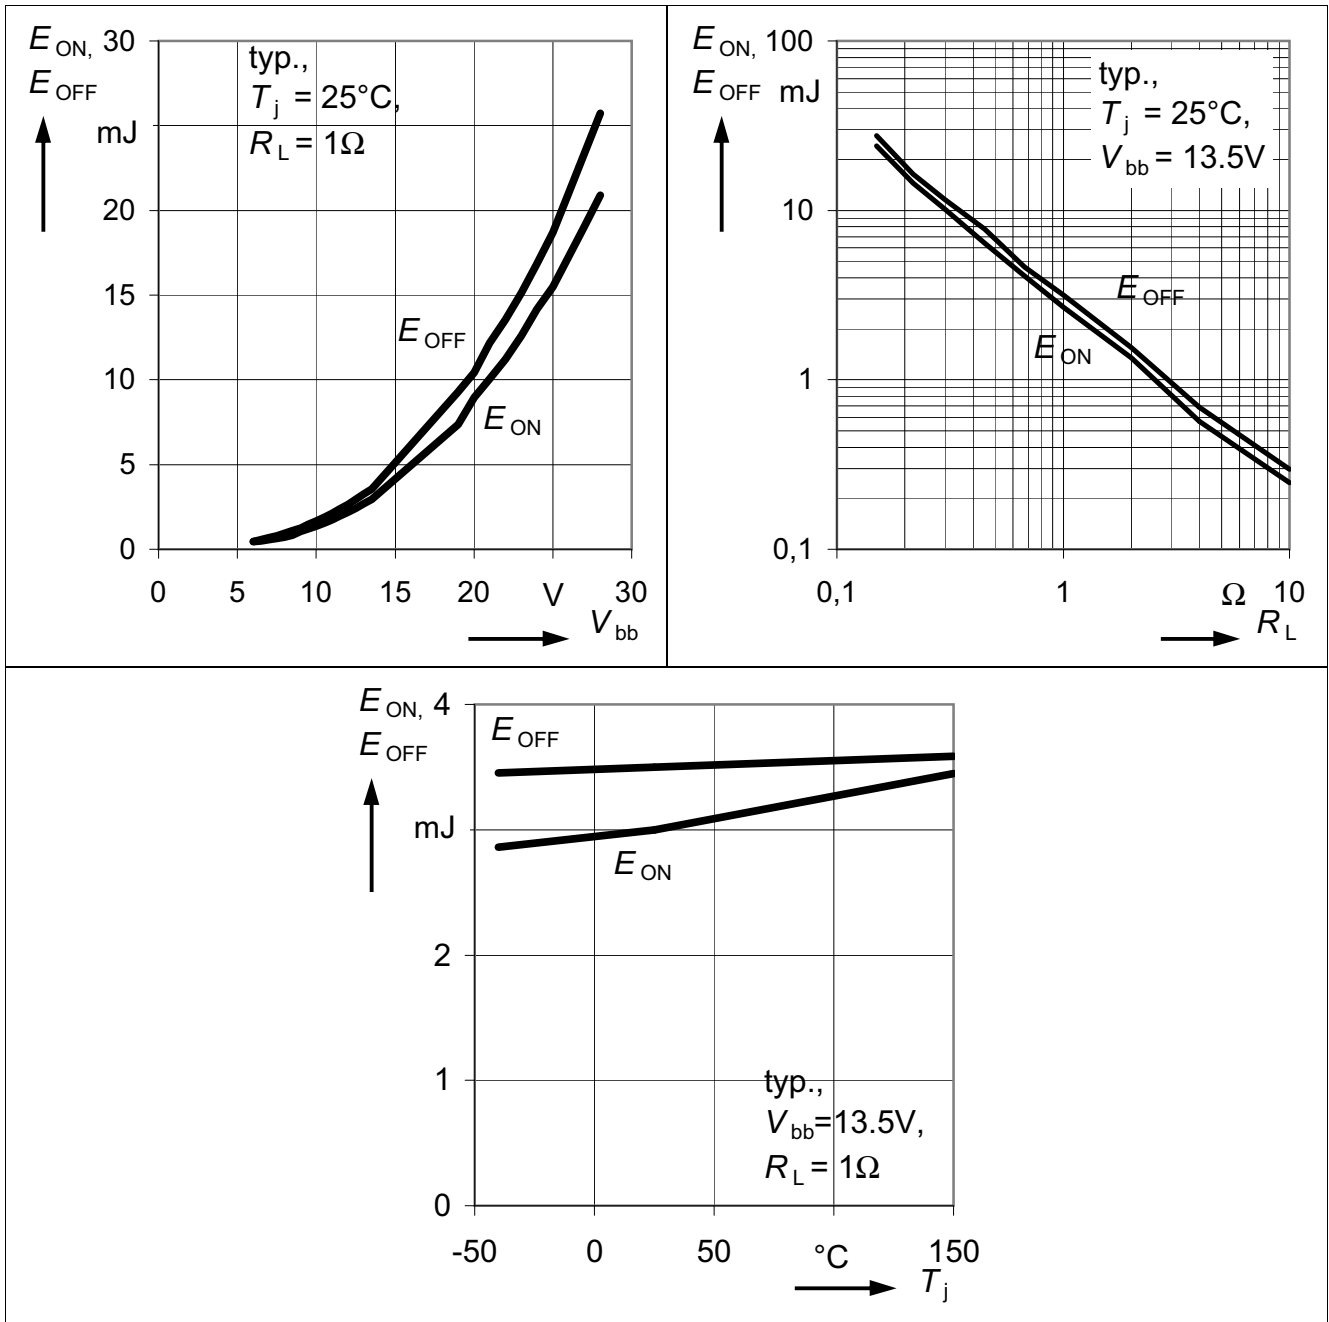 E ON, 30
E OFF
mJ
typ.,
T j = 25°C,
R L = 1Ω
20
15
10
5
0
E OFF
E ON
0 5 10 15 20 V 30
V bb
E ON, 100
E OFF mJ
typ.,
T j = 25°C,
V bb = 13.5V
10
1
0,1
E OFF
E ON
0,1 1 Ω 10
R L
E ON, 4
E OFF
mJ
E OFF
E ON
2
1
0
typ.,
V bb=13.5V,
R L = 1Ω
-50 0 50 °C 150
T j